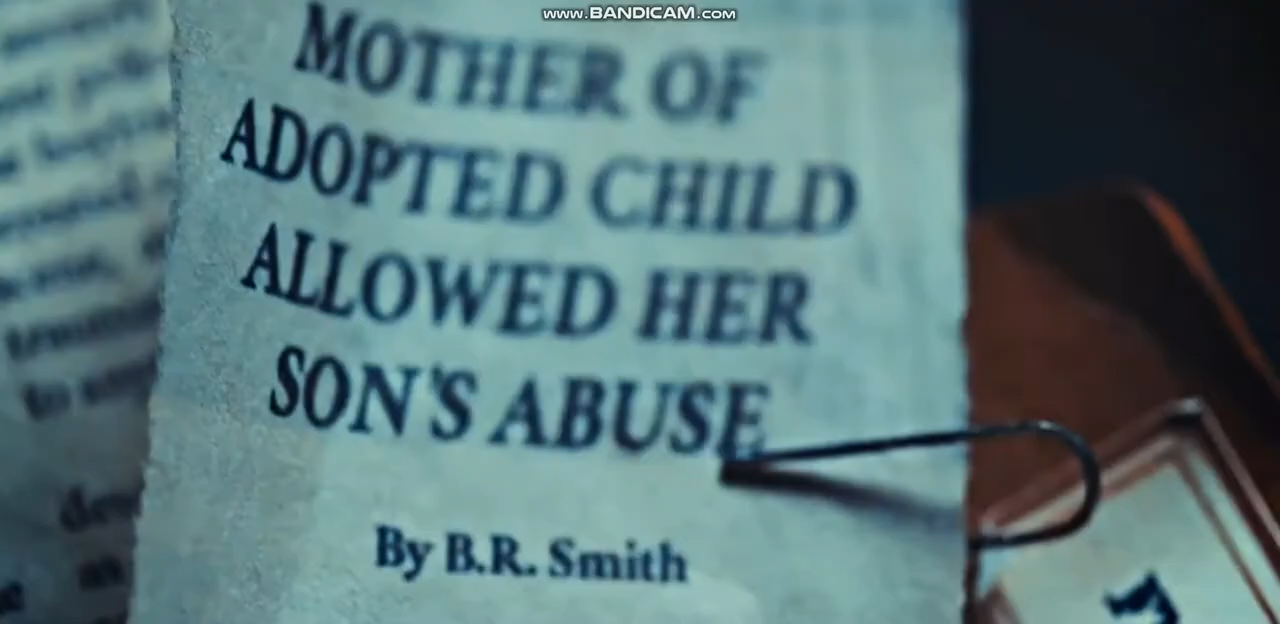 www.BANDICAM.com
MOTHER OF
ADOPTED CHILD
ALLOWED HER
SON'S ABUSE
By B.R. Smith